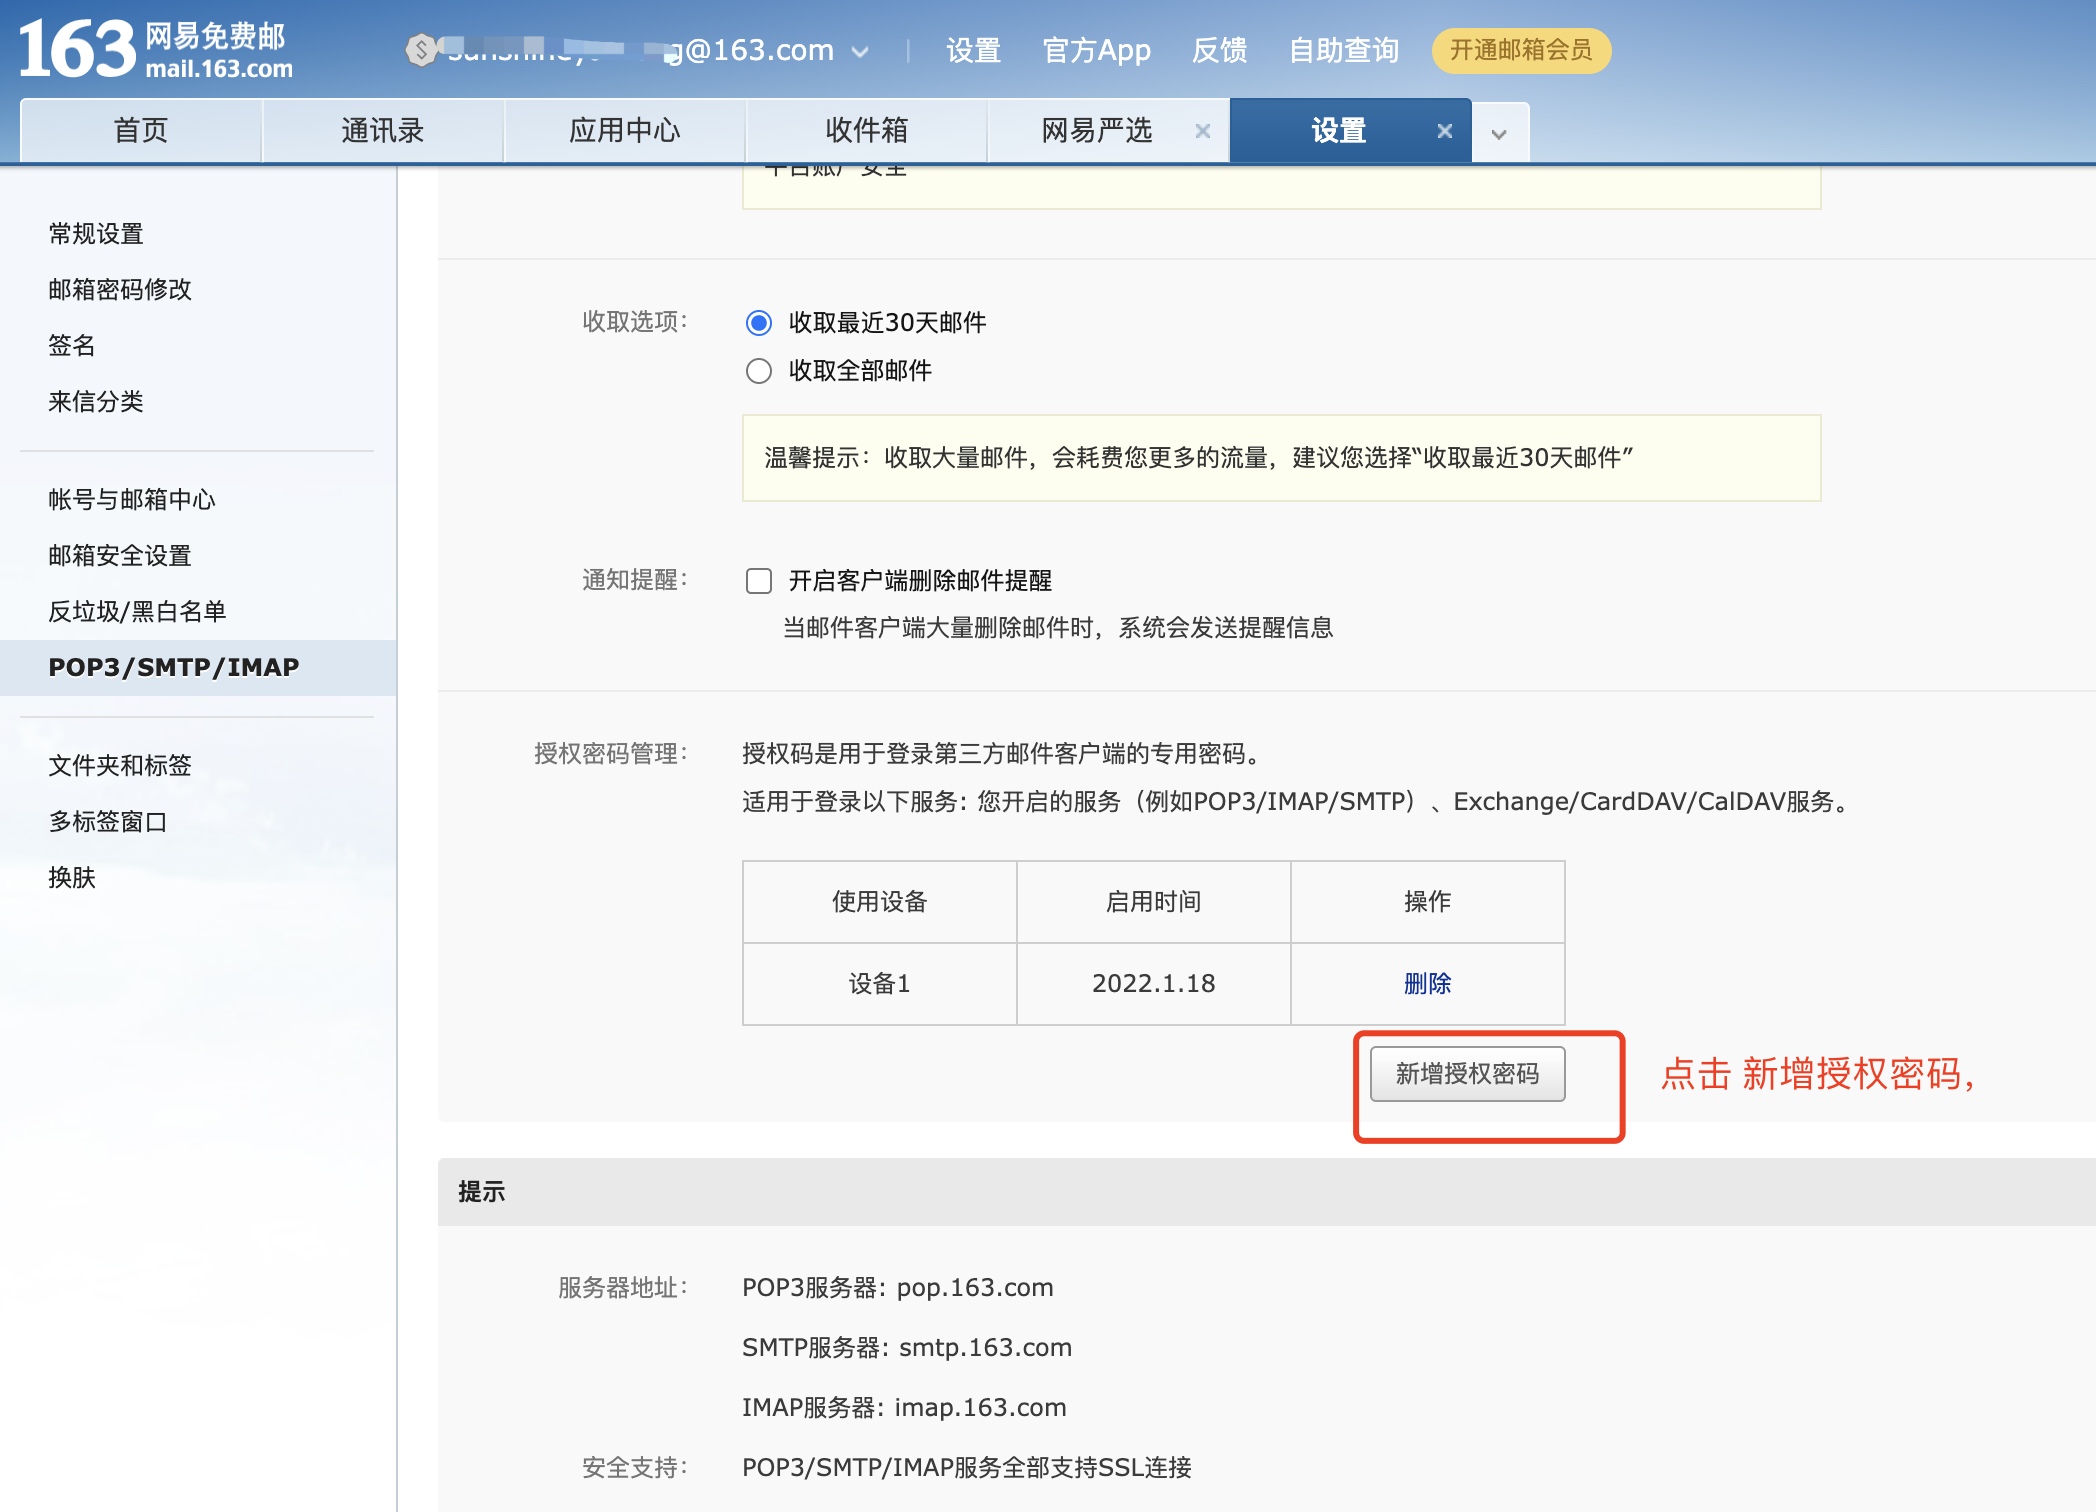 163 网易免费邮
mail.163.com
g@163.com
设置
官方App
反馈
自助查询
开通邮箱会员
首页
通讯录
应用中心
收件箱
网易严选
设置
平台账户安全
常规设置
邮箱密码修改
签名
来信分类
帐号与邮箱中心
邮箱安全设置
反垃圾/黑白名单
POP3/SMTP/IMAP
文件夹和标签
多标签窗口
换肤
收取选项：
收取最近30天邮件
收取全部邮件
温馨提示：收取大量邮件，会耗费您更多的流量，建议您选择“收取最近30天邮件”
通知提醒：
开启客户端删除邮件提醒
当邮件客户端大量删除邮件时，系统会发送提醒信息
授权密码管理：
授权码是用于登录第三方邮件客户端的专用密码。
适用于登录以下服务: 您开启的服务（例如POP3/IMAP/SMTP）、Exchange/CardDAV/CalDAV服务。
使用设备 启用时间 操作
设备1 2022.1.18 删除
新增授权密码
点击 新增授权密码，
提示
服务器地址：
POP3服务器: pop.163.com
SMTP服务器: smtp.163.com
IMAP服务器: imap.163.com
安全支持：
POP3/SMTP/IMAP服务全部支持SSL连接